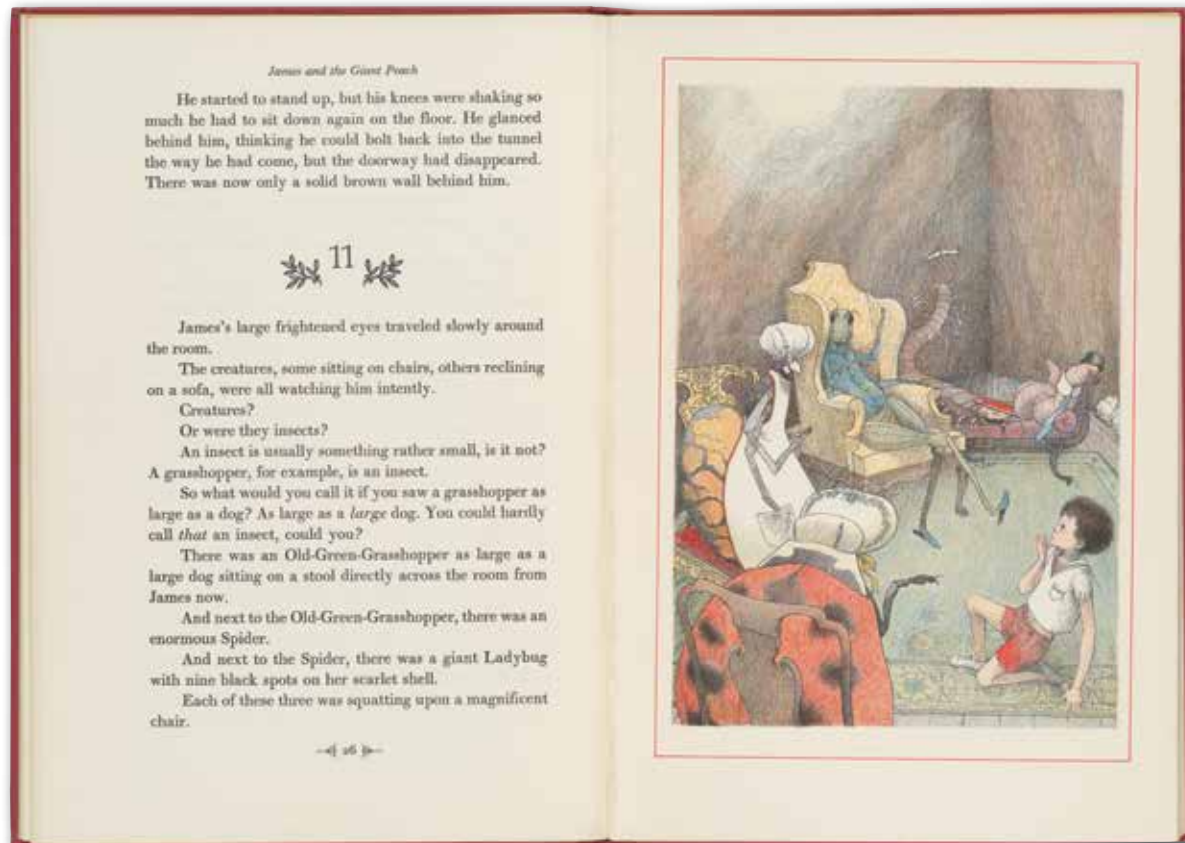 James and the Giant Peach
He started to stand up, but his knees were shaking so
much he had to sit down again on the floor. He glanced
behind him, thinking he could bolt back into the tunnel
the way he had come, but the doorway had disappeared.
There was now only a solid brown wall behind him.
11
James's large frightened eyes traveled slowly around
the room.
The creatures, some sitting on chairs, others reclining
on a sofa, were all watching him intently.
Creatures?
Or were they insects?
An insect is usually something rather small, is it not?
A grasshopper, for example, is an insect.
So what would you call it if you saw a grasshopper as
large as a dog? As large as a large dog. You could hardly
call that an insect, could you?
There was an Old-Green-Grasshopper as large as a
large dog sitting on a stool directly across the room from
James now.
And next to the Old-Green-Grasshopper, there was an
enormous Spider.
And next to the Spider, there was a giant Ladybug
with nine black spots on her scarlet shell.
Each of these three was squatting upon a magnificent
chair.
26